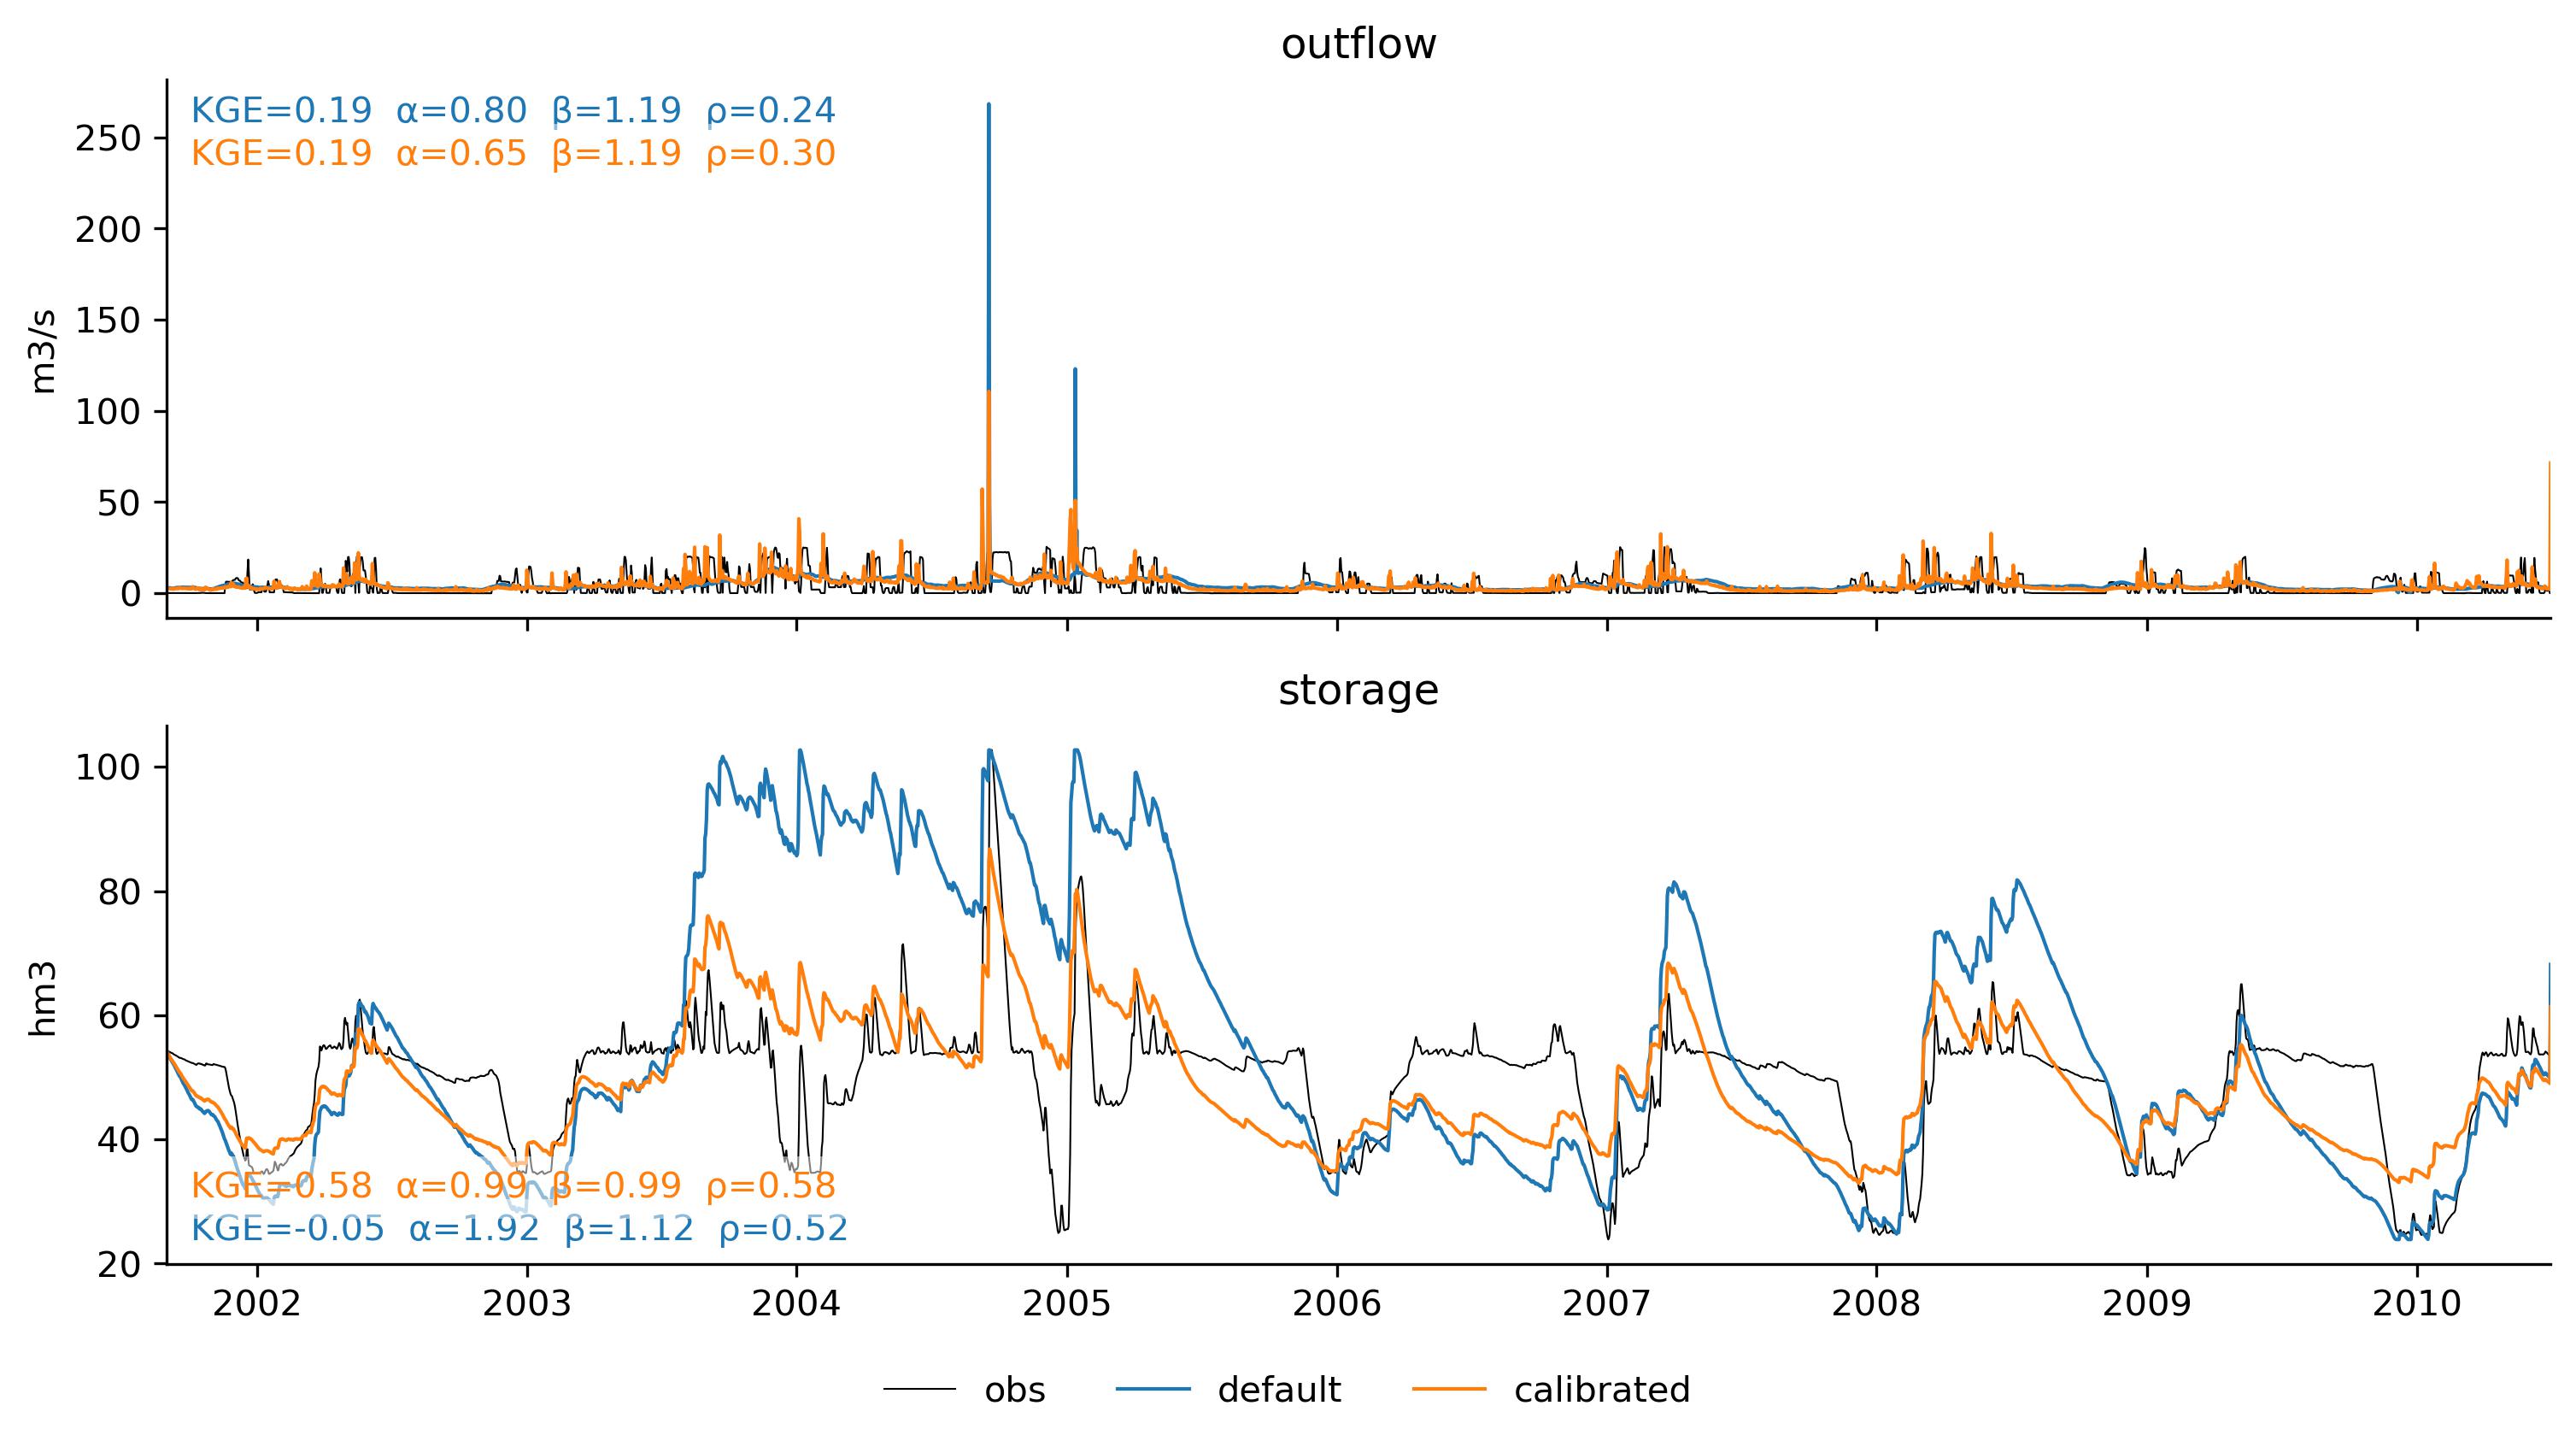 outflow
KGE=0.19 α=0.80 β=1.19 ρ=0.24
KGE=0.19 α=0.65 β=1.19 ρ=0.30
m3/s
250
200
150
100
50
0
storage
hm3
100
80
60
40
20
KGE=0.58 α=0.99 β=0.99 ρ=0.58
KGE=-0.05 α=1.92 β=1.12 ρ=0.52
2002 2003 2004 2005 2006 2007 2008 2009 2010
obs default calibrated